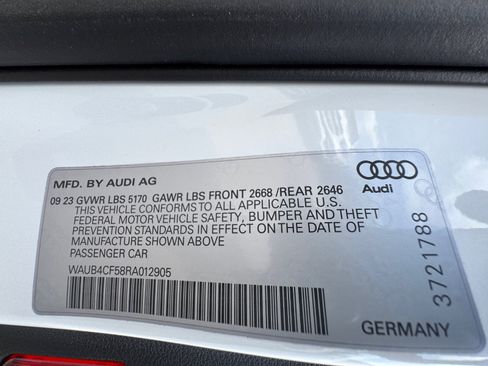 MFD. BY AUDI AG
09 23 GVWR LBS 5170 GAWR LBS FRONT 2668 /REAR 2646
THIS VEHICLE CONFORMS TO ALL APPLICABLE U.S.
FEDERAL MOTOR VEHICLE SAFETY, BUMPER AND THEFT
PREVENTION STANDARDS IN EFFECT ON THE DATE OF
MANUFACTURE SHOWN ABOVE
PASSENGER CAR
WAUB4CF58RA012905
Audi
3721788
GERMANY